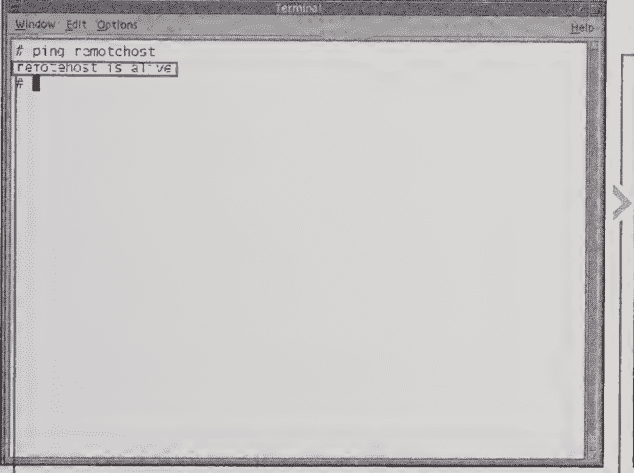 Terminal
Window Edit Options Help
# ping remotehost
remotehost is alive
#